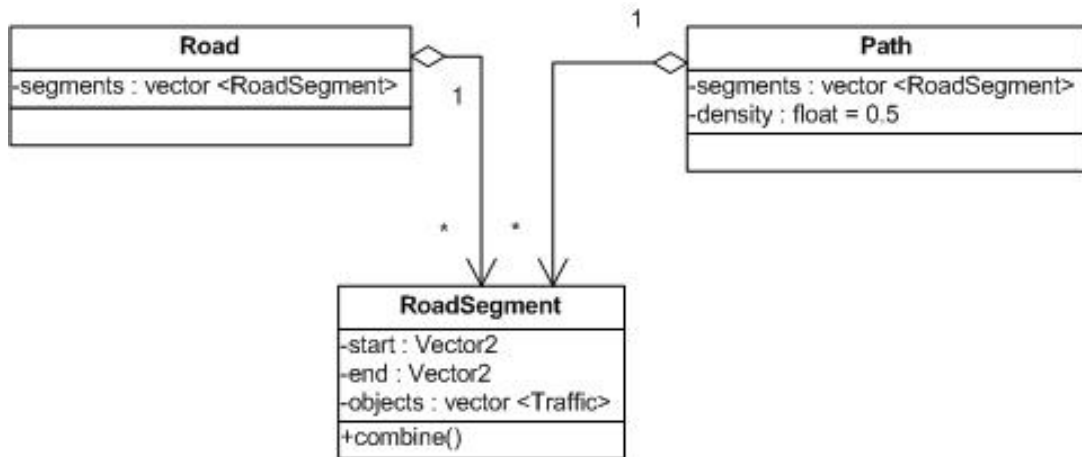 Road
-segments : vector <RoadSegment>
1
*
1
Path
-segments : vector <RoadSegment>
-density : float = 0.5
*
RoadSegment
-start : Vector2
-end : Vector2
-objects : vector <Traffic>
+combine()